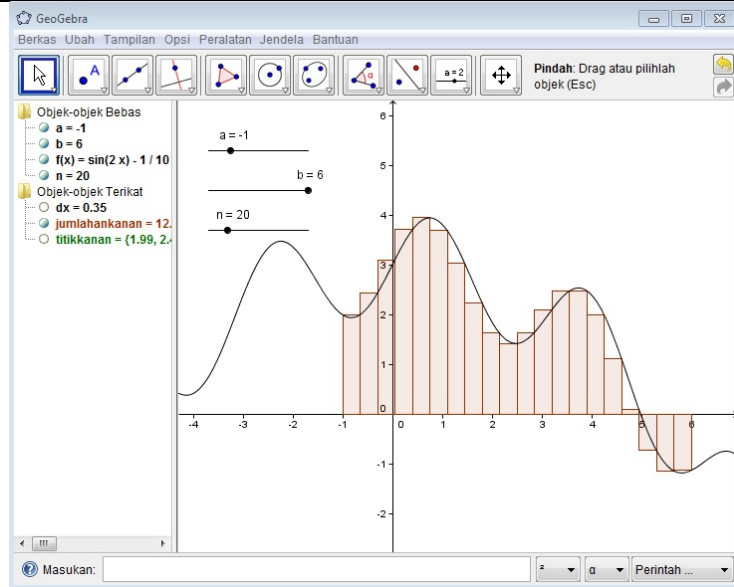 GeoGebra
Berkas Ubah Tampilan Opsi Peralatan Jendela Bantuan
A
α
a = 2
Pindah: Drag atau pilihlah
objek (Esc)
Objek-objek Bebas
a = -1
b = 6
f(x) = sin(2 x) - 1 / 10
n = 20
Objek-objek Terikat
dx = 0.35
jumlahankanan = 12.
titikkanan = {1.99, 2.4
a = -1
b = 6
n = 20
6
5
4
3
2
1
0
-4 -3 -2 -1 0 1 2 3 4 5 6
-1
-2
Masukan:
²
α
Perintah ...